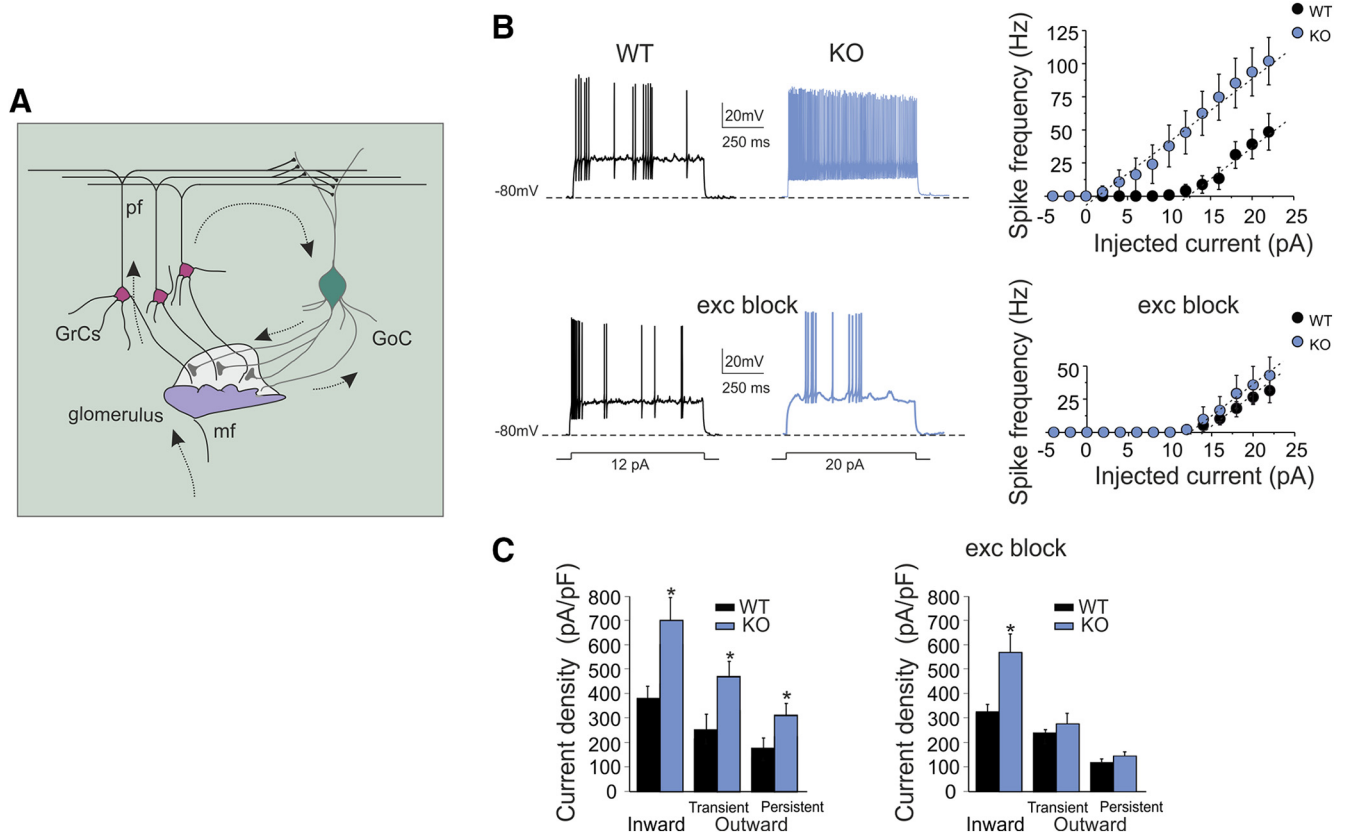 A
pf
GrCs
GoC
glomerulus
mf
B
WT
KO
20mV
250 ms
-80mV
exc block
20mV
250 ms
-80mV
12 pA
20 pA
WT
KO
Spike frequency (Hz)
125
100
75
50
25
-5 0 5 10 15 20 25
Injected current (pA)
exc block
WT
KO
Spike frequency (Hz)
50
25
-5 0 5 10 15 20 25
Injected current (pA)
C
Current density (pA/pF)
800
700
600
500
400
300
200
100
0
WT
KO
*
*
*
Transient Persistent
Inward Outward
exc block
Current density (pA/pF)
800
700
600
500
400
300
200
100
0
WT
KO
*
Transient Persistent
Inward Outward